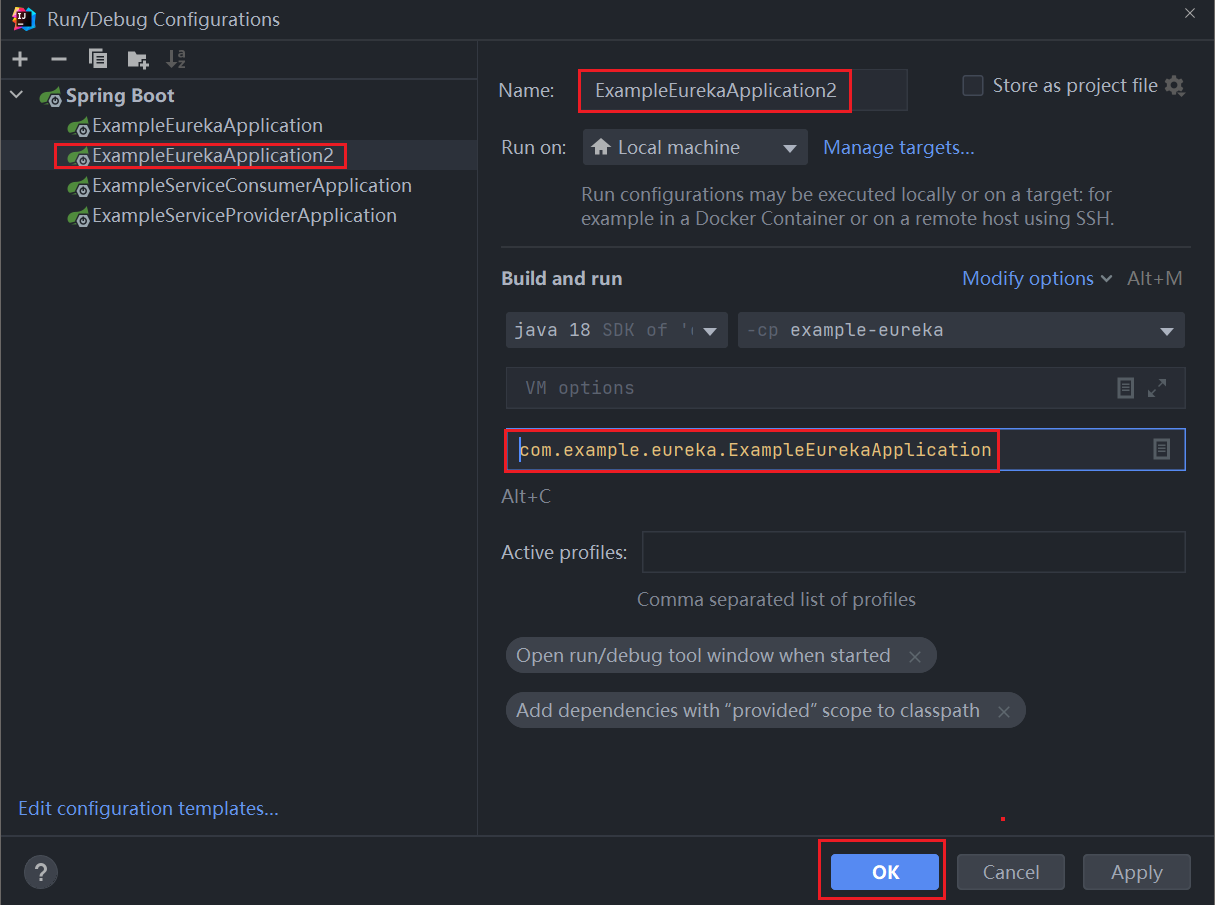 Run/Debug Configurations
Spring Boot
ExampleEurekaApplication
ExampleEurekaApplication2
ExampleServiceConsumerApplication
ExampleServiceProviderApplication
Edit configuration templates...
Name: ExampleEurekaApplication2 Store as project file
Run on: Local machine Manage targets...
Run configurations may be executed locally or on a target: for
example in a Docker Container or on a remote host using SSH.
Build and run Modify options Alt+M
java 18 SDK of ' -cp example-eureka
VM options
com.example.eureka.ExampleEurekaApplication
Alt+C
Active profiles:
Comma separated list of profiles
Open run/debug tool window when started
Add dependencies with “provided” scope to classpath
? OK Cancel Apply